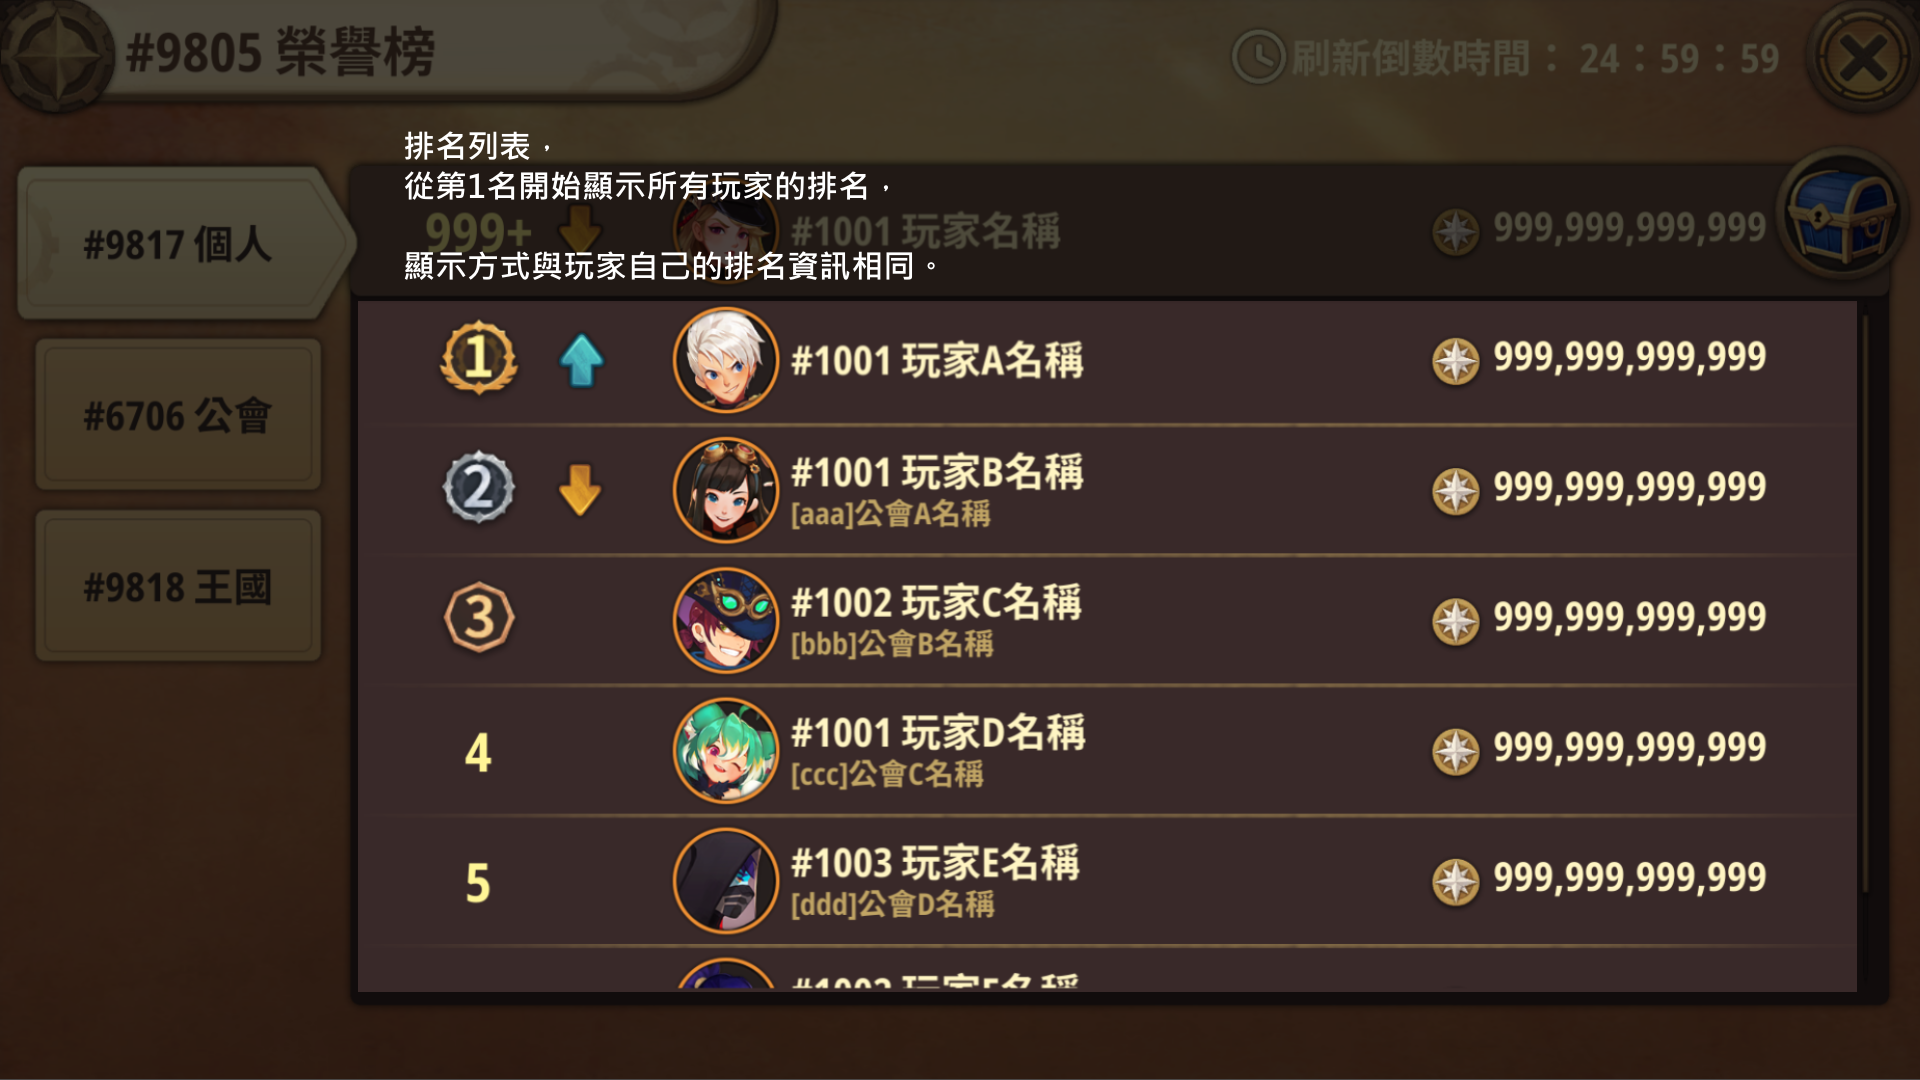 #9805 榮譽榜
刷新倒數時間： 24：59：59
排名列表，
從第1名開始顯示所有玩家的排名，
顯示方式與玩家自己的排名資訊相同。
#9817 個人
#6706 公會
#9818 王國
999+ #1001 玩家名稱 999,999,999,999
1 #1001 玩家A名稱 999,999,999,999
2 #1001 玩家B名稱 999,999,999,999
[aaa]公會A名稱
3 #1002 玩家C名稱 999,999,999,999
[bbb]公會B名稱
4 #1001 玩家D名稱 999,999,999,999
[ccc]公會C名稱
5 #1003 玩家E名稱 999,999,999,999
[ddd]公會D名稱